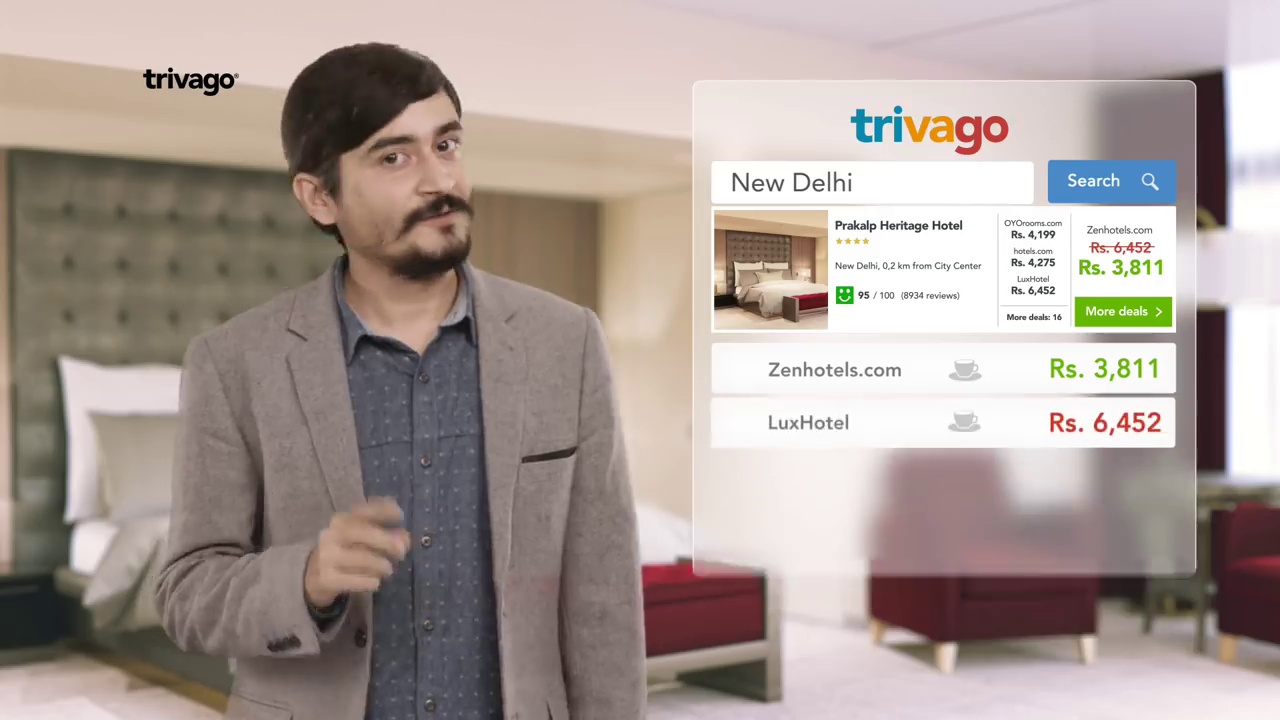 trivago®
trivago
New Delhi
Search
Prakalp Heritage Hotel
New Delhi, 0,2 km from City Center
95 / 100 (8934 reviews)
OYOrooms.com
Rs. 4,199
hotels.com
Rs. 4,275
LuxHotel
Rs. 6,452
More deals: 16
Zenhotels.com
Rs. 6,452
Rs. 3,811
More deals >
Zenhotels.com Rs. 3,811
LuxHotel Rs. 6,452